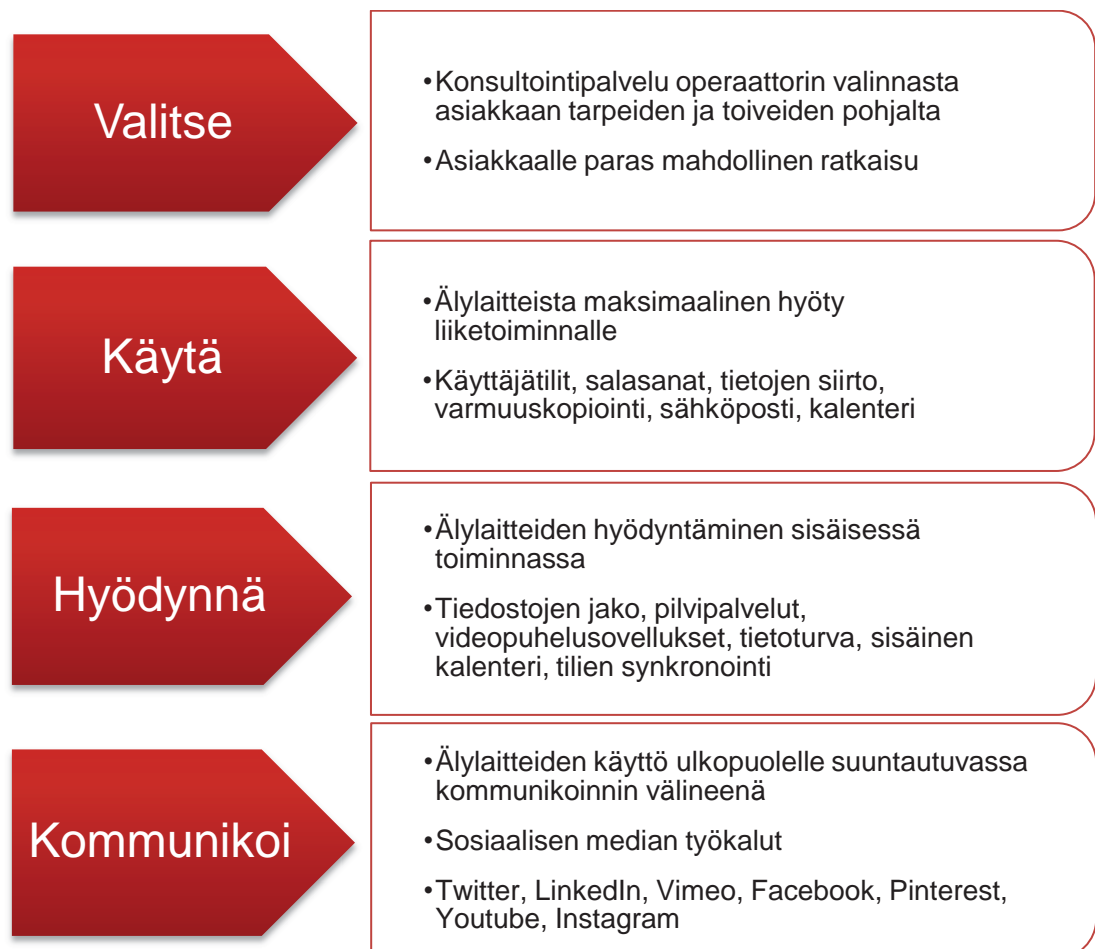 Valitse
•Konsultointipalvelu operaattorin valinnasta
asiakkaan tarpeiden ja toiveiden pohjalta
•Asiakkaalle paras mahdollinen ratkaisu
Käytä
•Älylaitteista maksimaalinen hyöty
liiketoiminnalle
•Käyttäjätilit, salasanat, tietojen siirto,
varmuuskopiointi, sähköposti, kalenteri
Hyödynnä
•Älylaitteiden hyödyntäminen sisäisessä
toiminnassa
•Tiedostojen jako, pilvipalvelut,
videopuhelusovellukset, tietoturva, sisäinen
kalenteri, tilien synkronointi
Kommunikoi
•Älylaitteiden käyttö ulkopuolelle suuntautuvassa
kommunikoinnin välineenä
•Sosiaalisen median työkalut
•Twitter, LinkedIn, Vimeo, Facebook, Pinterest,
Youtube, Instagram